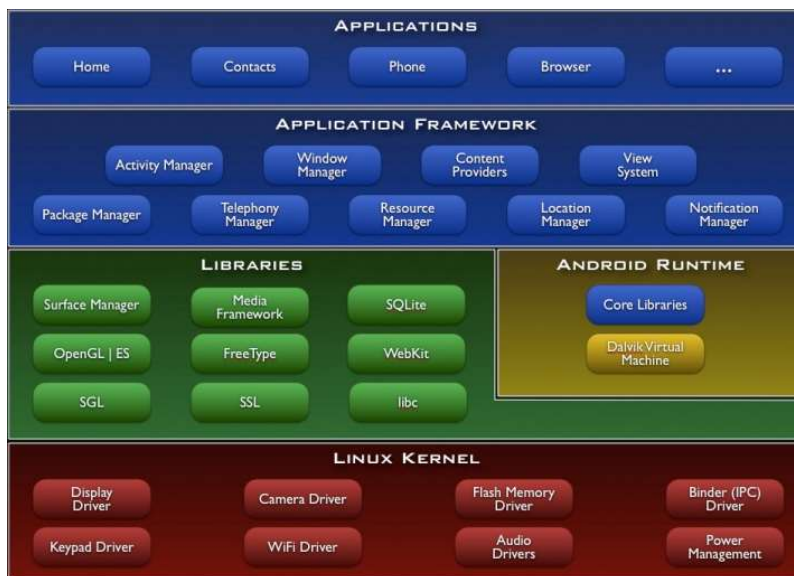 APPLICATIONS
Home
Contacts
Phone
Browser
...
APPLICATION FRAMEWORK
Activity Manager
Window
Manager
Content
Providers
View
System
Package Manager
Telephony
Manager
Resource
Manager
Location
Manager
Notification
Manager
LIBRARIES
Surface Manager
Media
Framework
SQLite
OpenGL | ES
FreeType
WebKit
SGL
SSL
libc
ANDROID RUNTIME
Core Libraries
Dalvik Virtual
Machine
LINUX KERNEL
Display
Driver
Camera Driver
Flash Memory
Driver
Binder (IPC)
Driver
Keypad Driver
WiFi Driver
Audio
Drivers
Power
Management